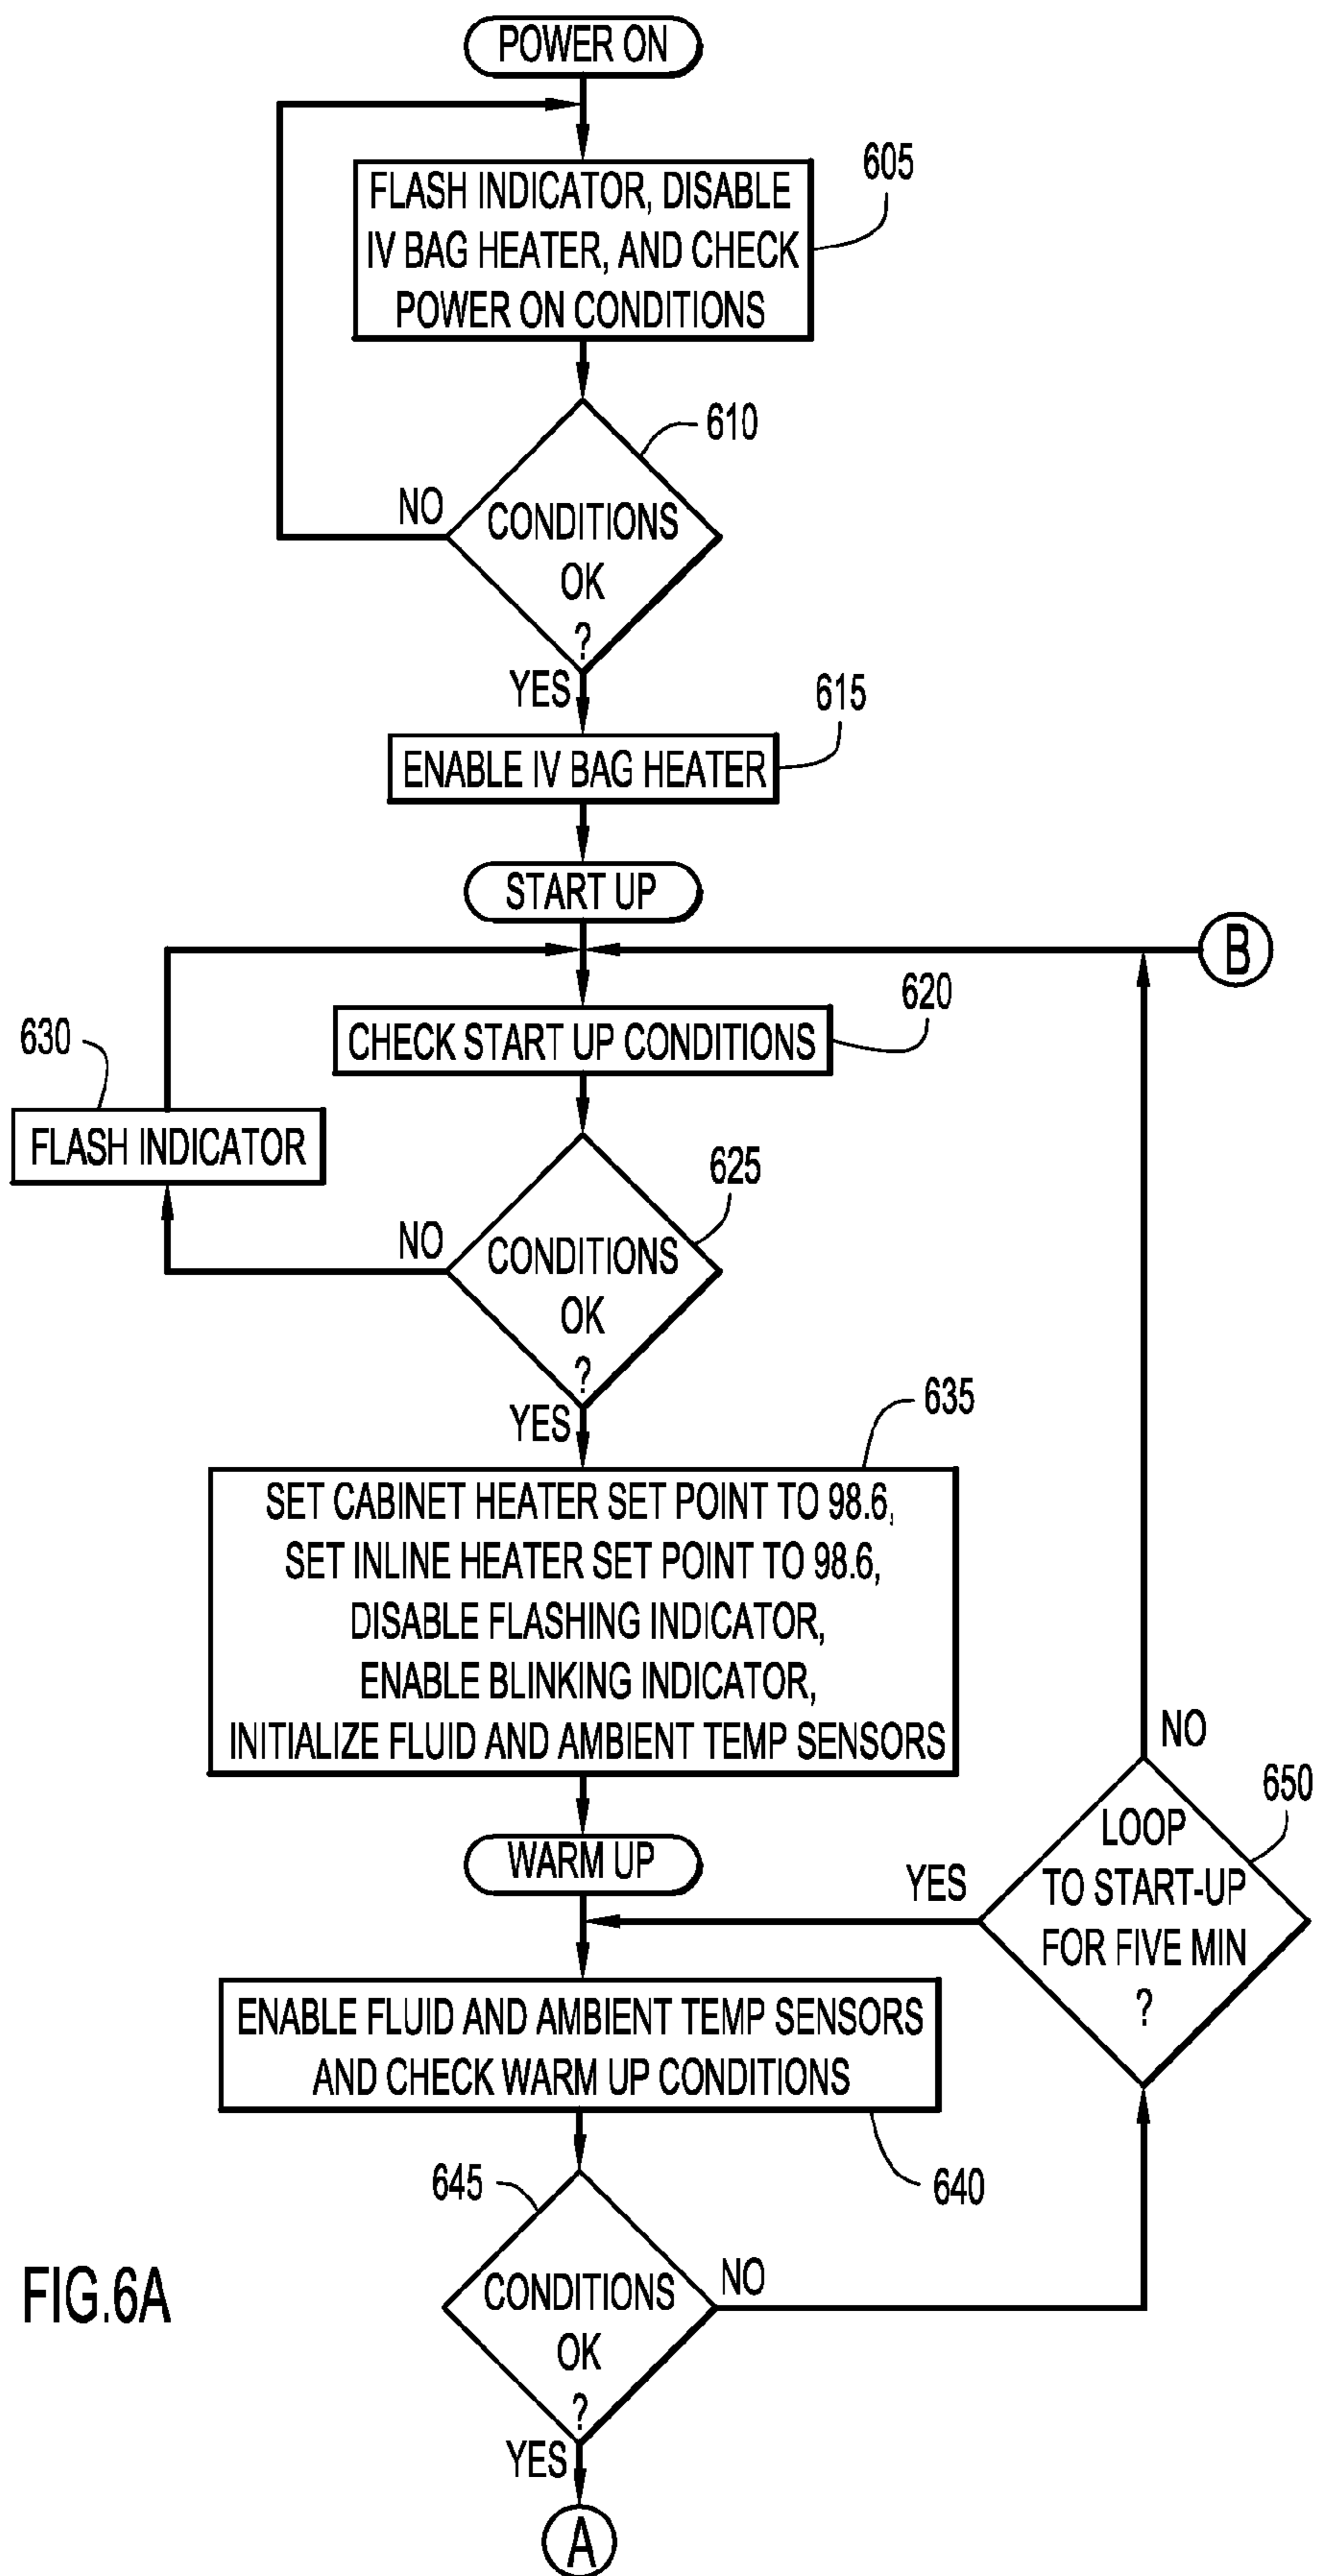 POWER ON
605
FLASH INDICATOR, DISABLE
IV BAG HEATER, AND CHECK
POWER ON CONDITIONS
610
NO
CONDITIONS
OK
?
YES
615
ENABLE IV BAG HEATER
START UP
B
620
CHECK START UP CONDITIONS
630
FLASH INDICATOR
625
NO
CONDITIONS
OK
?
YES
635
SET CABINET HEATER SET POINT TO 98.6,
SET INLINE HEATER SET POINT TO 98.6,
DISABLE FLASHING INDICATOR,
ENABLE BLINKING INDICATOR,
INITIALIZE FLUID AND AMBIENT TEMP SENSORS
NO
650
LOOP
TO START-UP
FOR FIVE MIN
?
WARM UP
YES
ENABLE FLUID AND AMBIENT TEMP SENSORS
AND CHECK WARM UP CONDITIONS
640
645
CONDITIONS
OK
?
NO
YES
A
FIG.6A